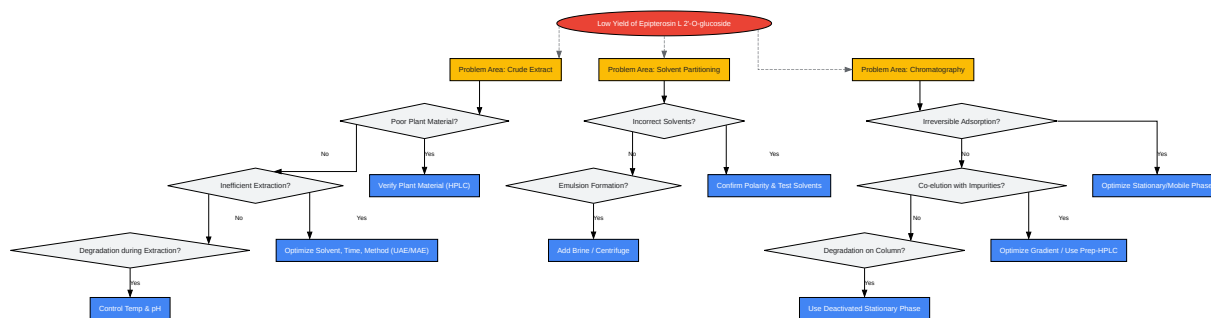 Low Yield of Epipterosin L 2'-O-glucoside
Problem Area: Crude Extract
Problem Area: Solvent Partitioning
Problem Area: Chromatography
Poor Plant Material?
Incorrect Solvents?
Irreversible Adsorption?
No
Yes
No
Yes
No
Yes
Inefficient Extraction?
Verify Plant Material (HPLC)
Emulsion Formation?
Confirm Polarity & Test Solvents
Co-elution with Impurities?
Optimize Stationary/Mobile Phase
No
Yes
Yes
No
Yes
Degradation during Extraction?
Optimize Solvent, Time, Method (UAE/MAE)
Add Brine / Centrifuge
Degradation on Column?
Optimize Gradient / Use Prep-HPLC
Yes
Yes
Control Temp & pH
Use Deactivated Stationary Phase